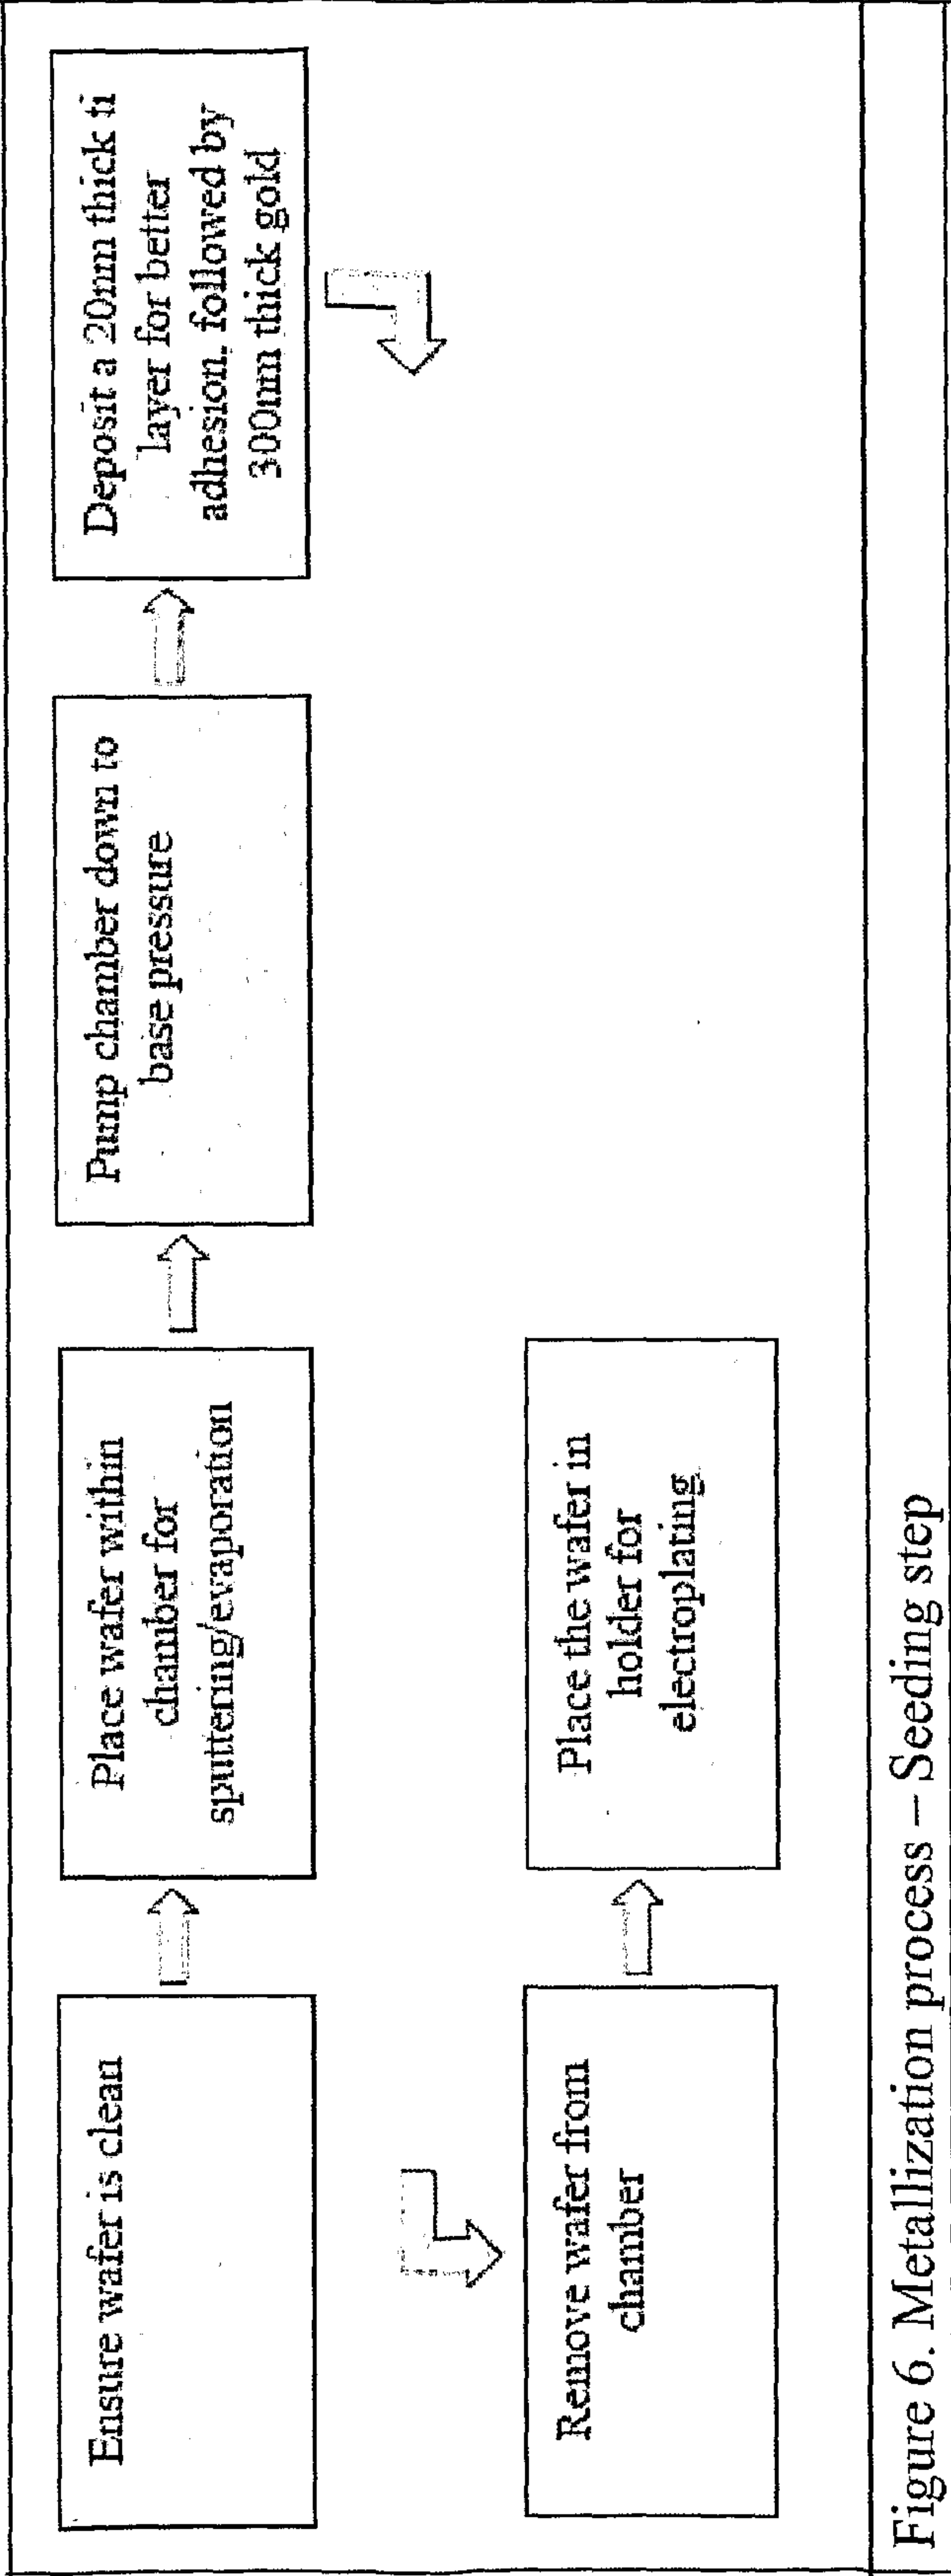 Ensure wafer is clean
Place wafer within
chamber for
sputtering/evaporation
Pump chamber down to
base pressure
Deposit a 20nm thick ti
layer for better
adhesion. followed by
300nm thick gold
Remove wafer from
chamber
Place the wafer in
holder for
electroplating
Figure 6. Metallization process – Seeding step